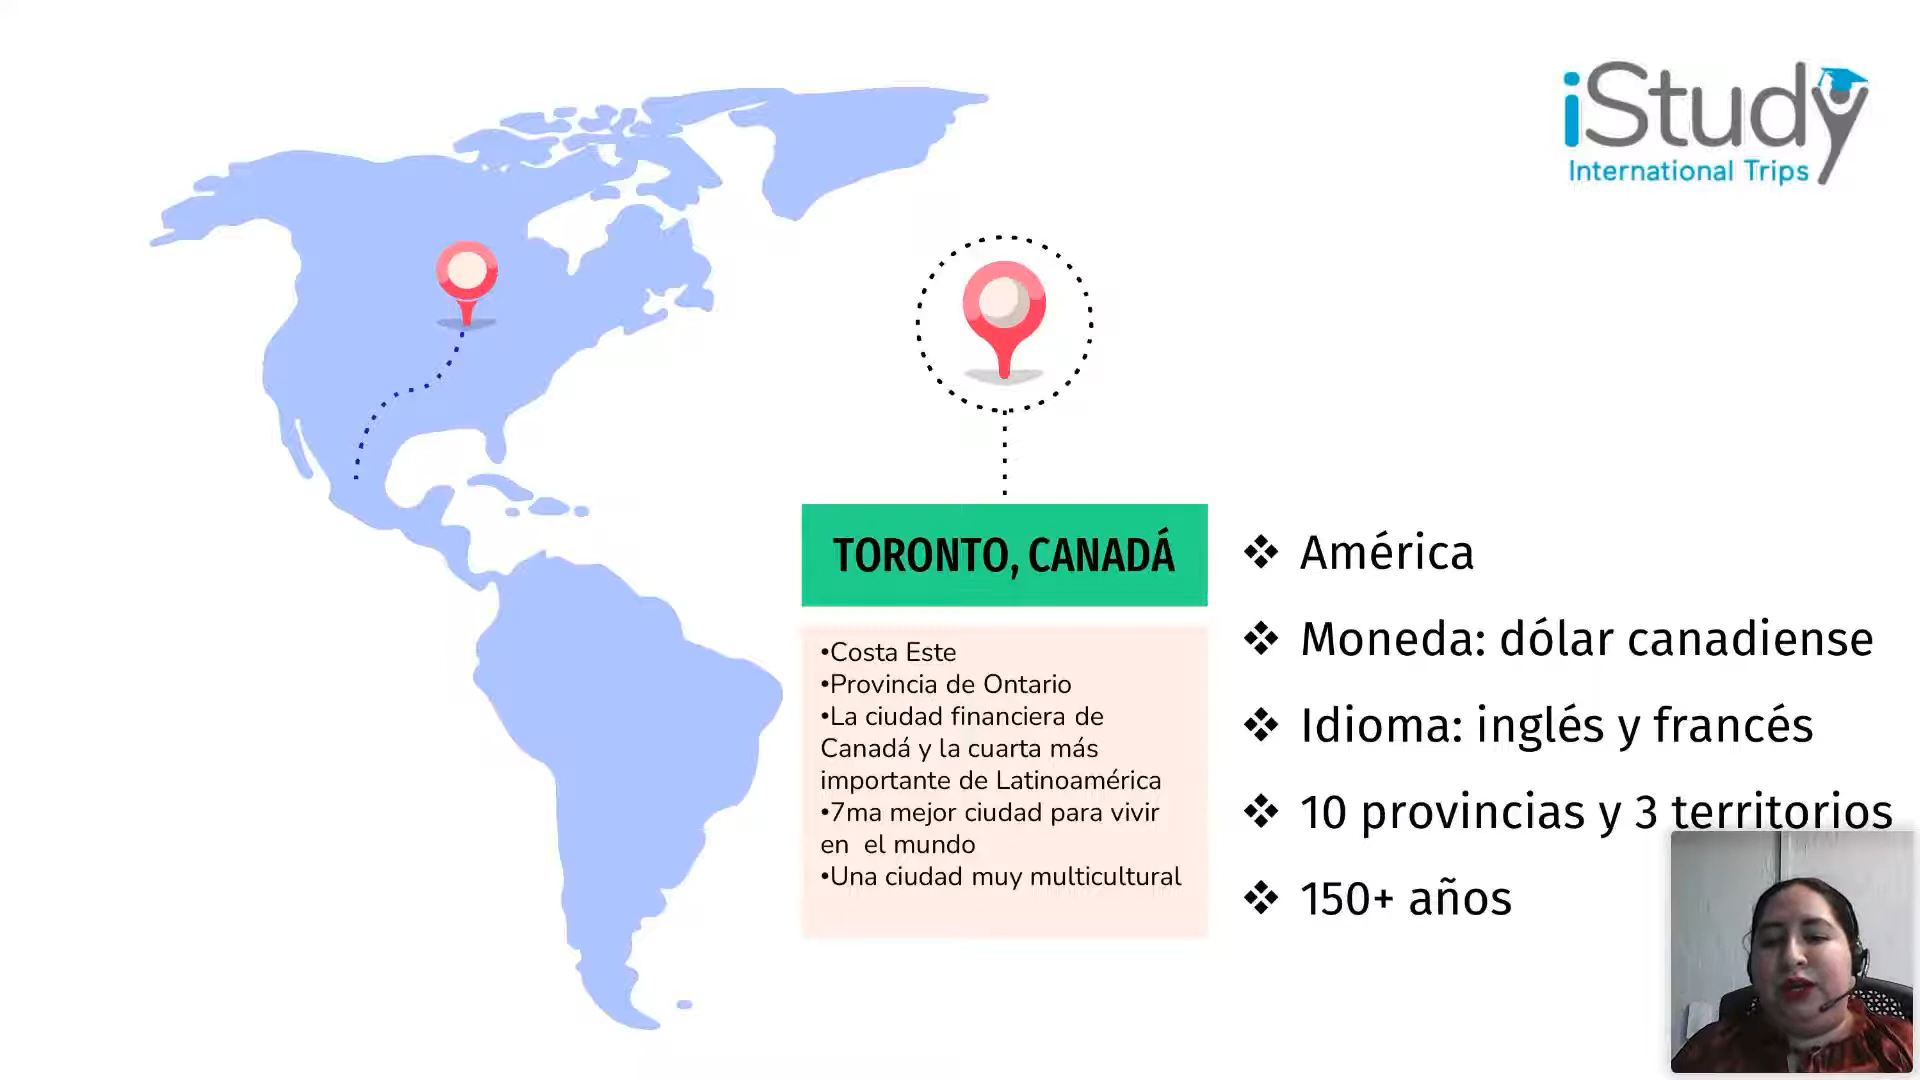 iStudy
International Trips
TORONTO, CANADÁ
•Costa Este
•Provincia de Ontario
•La ciudad financiera de
Canadá y la cuarta más
importante de Latinoamérica
•7ma mejor ciudad para vivir
en  el mundo
•Una ciudad muy multicultural
❖ América
❖ Moneda: dólar canadiense
❖ Idioma: inglés y francés
❖ 10 provincias y 3 territorios
❖ 150+ años